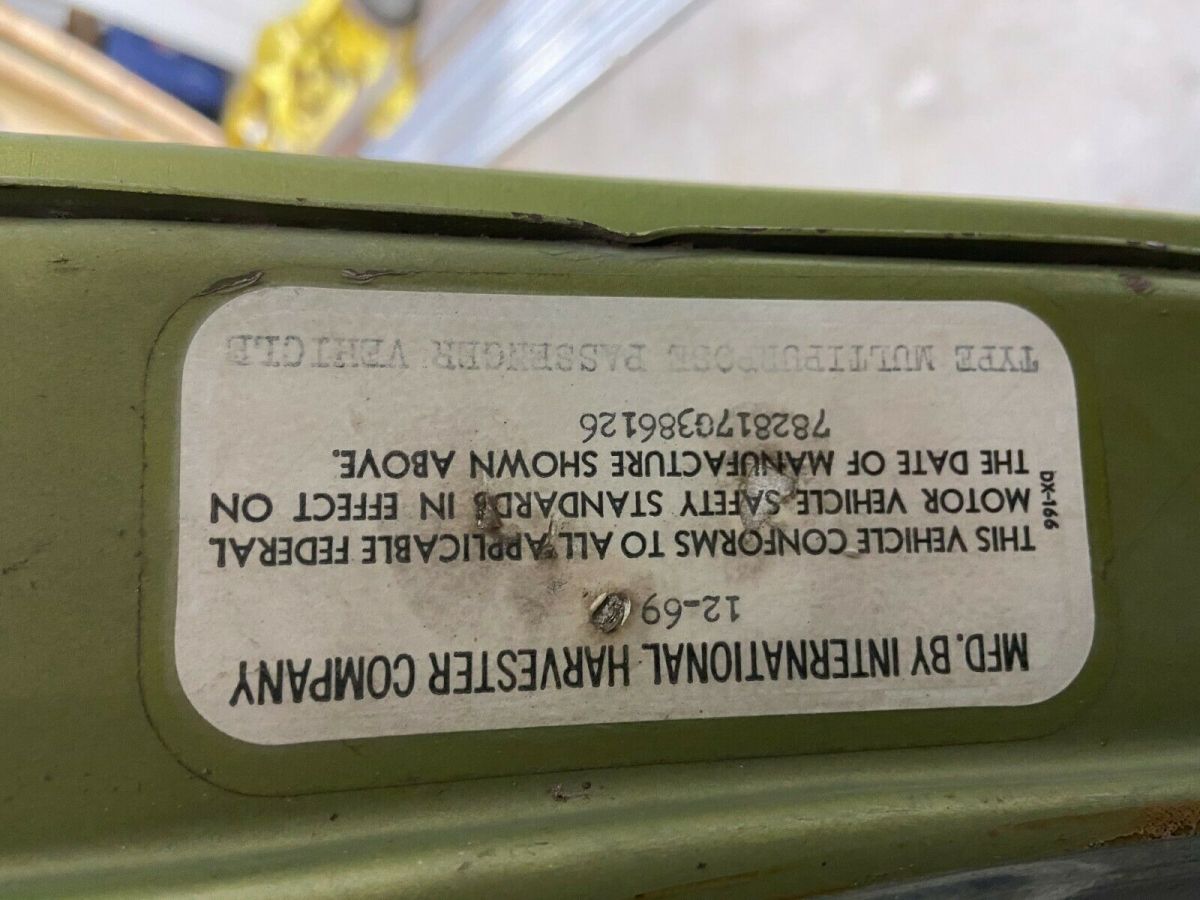 MFD. BY INTERNATIONAL HARVESTER COMPANY
12-69
THIS VEHICLE CONFORMS TO ALL APPLICABLE FEDERAL
MOTOR VEHICLE SAFETY STANDARDS IN EFFECT ON
THE DATE OF MANUFACTURE SHOWN ABOVE.
782817G386126
TYPE MULTIPURPOSE PASSENGER VEHICLE
DX-166